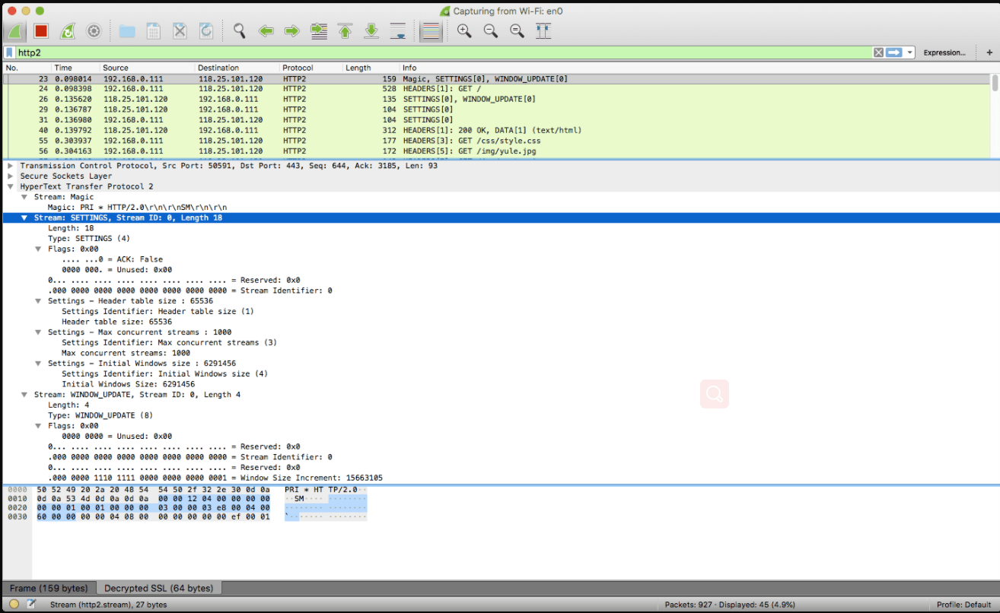 Capturing from Wi-Fi: en0
http2
Expression... +
No. Time Source Destination Protocol Length Info
23 0.098014 192.168.0.111 118.25.101.120 HTTP2 159 Magic, SETTINGS[0], WINDOW_UPDATE[0]
24 0.098398 192.168.0.111 118.25.101.120 HTTP2 528 HEADERS[1]: GET /
26 0.135620 118.25.101.120 192.168.0.111 HTTP2 135 SETTINGS[0], WINDOW_UPDATE[0]
29 0.136787 118.25.101.120 192.168.0.111 HTTP2 104 SETTINGS[0]
31 0.136980 192.168.0.111 118.25.101.120 HTTP2 104 SETTINGS[0]
40 0.139792 118.25.101.120 192.168.0.111 HTTP2 312 HEADERS[1]: 200 OK, DATA[1] (text/html)
55 0.303937 192.168.0.111 118.25.101.120 HTTP2 177 HEADERS[3]: GET /css/style.css
56 0.304163 192.168.0.111 118.25.101.120 HTTP2 172 HEADERS[5]: GET /img/yule.jpg
Transmission Control Protocol, Src Port: 50591, Dst Port: 443, Seq: 644, Ack: 3185, Len: 93
Secure Sockets Layer
HyperText Transfer Protocol 2
Stream: Magic
Magic: PRI * HTTP/2.0\r\n\r\nSM\r\n\r\n
Stream: SETTINGS, Stream ID: 0, Length 18
Length: 18
Type: SETTINGS (4)
Flags: 0x00
.... ...0 = ACK: False
0000 000. = Unused: 0x00
0... .... .... .... .... .... .... .... = Reserved: 0x0
.000 0000 0000 0000 0000 0000 0000 0000 = Stream Identifier: 0
Settings - Header table size : 65536
Settings Identifier: Header table size (1)
Header table size: 65536
Settings - Max concurrent streams : 1000
Settings Identifier: Max concurrent streams (3)
Max concurrent streams: 1000
Settings - Initial Windows size : 6291456
Settings Identifier: Initial Windows size (4)
Initial Windows Size: 6291456
Stream: WINDOW_UPDATE, Stream ID: 0, Length 4
Length: 4
Type: WINDOW_UPDATE (8)
Flags: 0x00
0000 0000 = Unused: 0x00
0... .... .... .... .... .... .... .... = Reserved: 0x0
.000 0000 0000 0000 0000 0000 0000 0000 = Stream Identifier: 0
0... .... .... .... .... .... .... .... = Reserved: 0x0
.000 0000 1110 1111 0000 0000 0000 0001 = Window Size Increment: 15663105
0000 50 52 49 20 2a 20 48 54 54 50 2f 32 2e 30 0d 0a PRI * HT TP/2.0··
0010 0d 0a 53 4d 0d 0a 0d 0a 00 00 12 04 00 00 00 00 ··SM···· ········
0020 00 00 01 00 01 00 00 00 03 00 00 03 e8 00 04 00 ········ ········
0030 60 00 00 00 00 04 08 00 00 00 00 00 ef 00 01 `······· ·······
Frame (159 bytes) Decrypted SSL (64 bytes)
Stream (http2.stream), 27 bytes Packets: 927 · Displayed: 45 (4.9%) Profile: Default